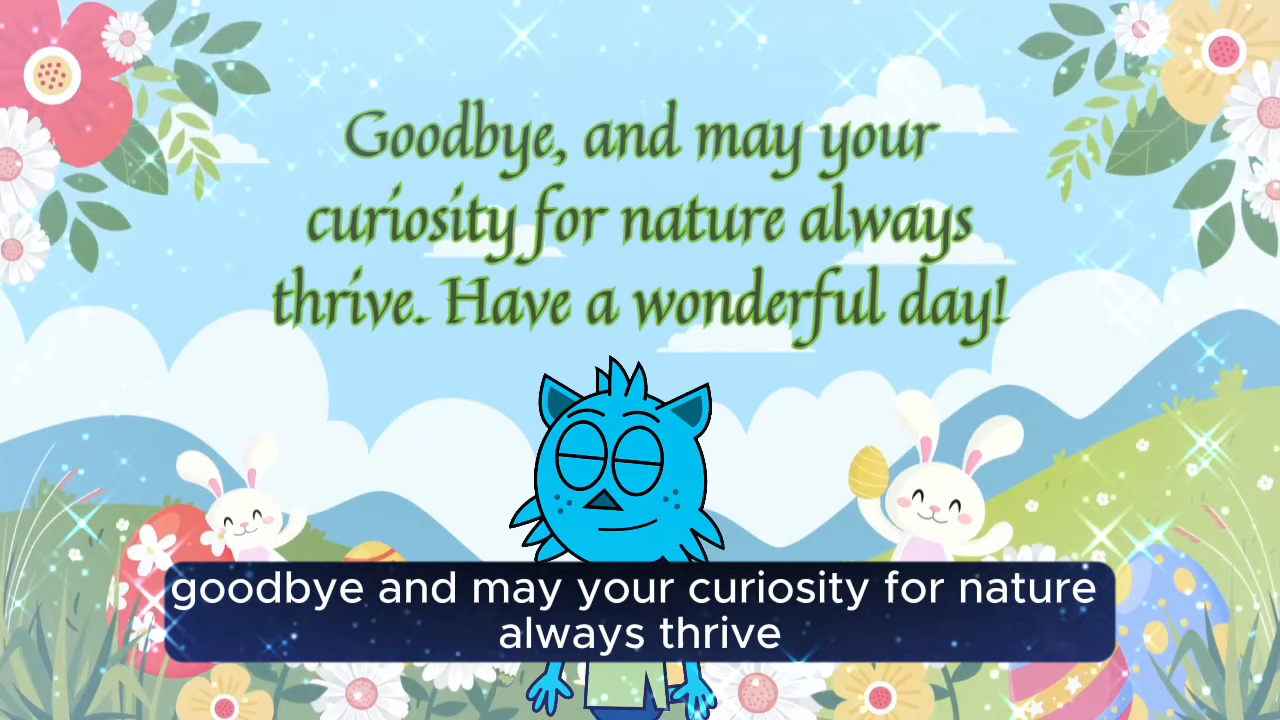 Goodbye, and may your
curiosity for nature always
thrive. Have a wonderful day!
goodbye and may your curiosity for nature
always thrive